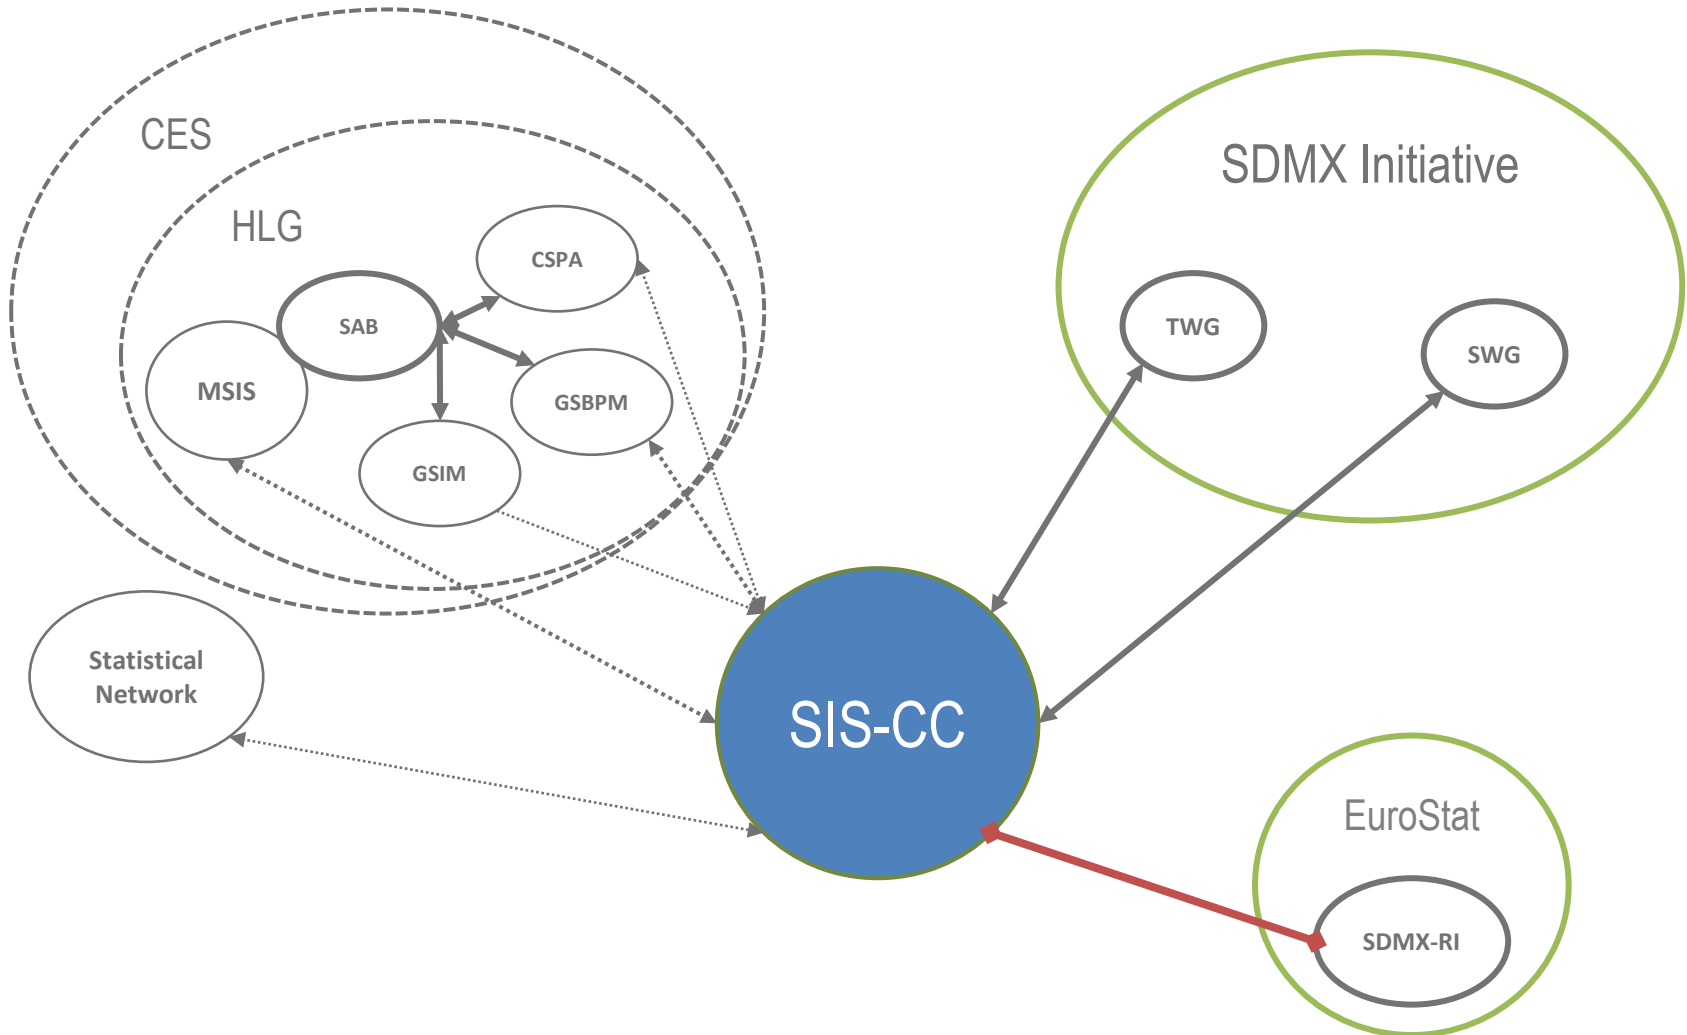 CES
SDMX Initiative
HLG
CSPA
SAB
TWG
SWG
MSIS
GSBPM
GSIM
Statistical
Network
SIS-CC
EuroStat
SDMX-RI